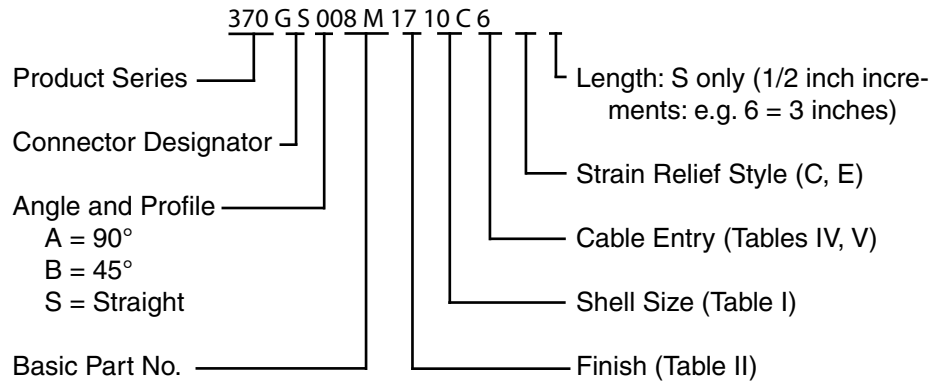 370 G S 008 M 17 10 C 6
Product Series
Connector Designator
Angle and Profile
A = 90°
B = 45°
S = Straight
Basic Part No.
Length: S only (1/2 inch incre-
ments: e.g. 6 = 3 inches)
Strain Relief Style (C, E)
Cable Entry (Tables IV, V)
Shell Size (Table I)
Finish (Table II)